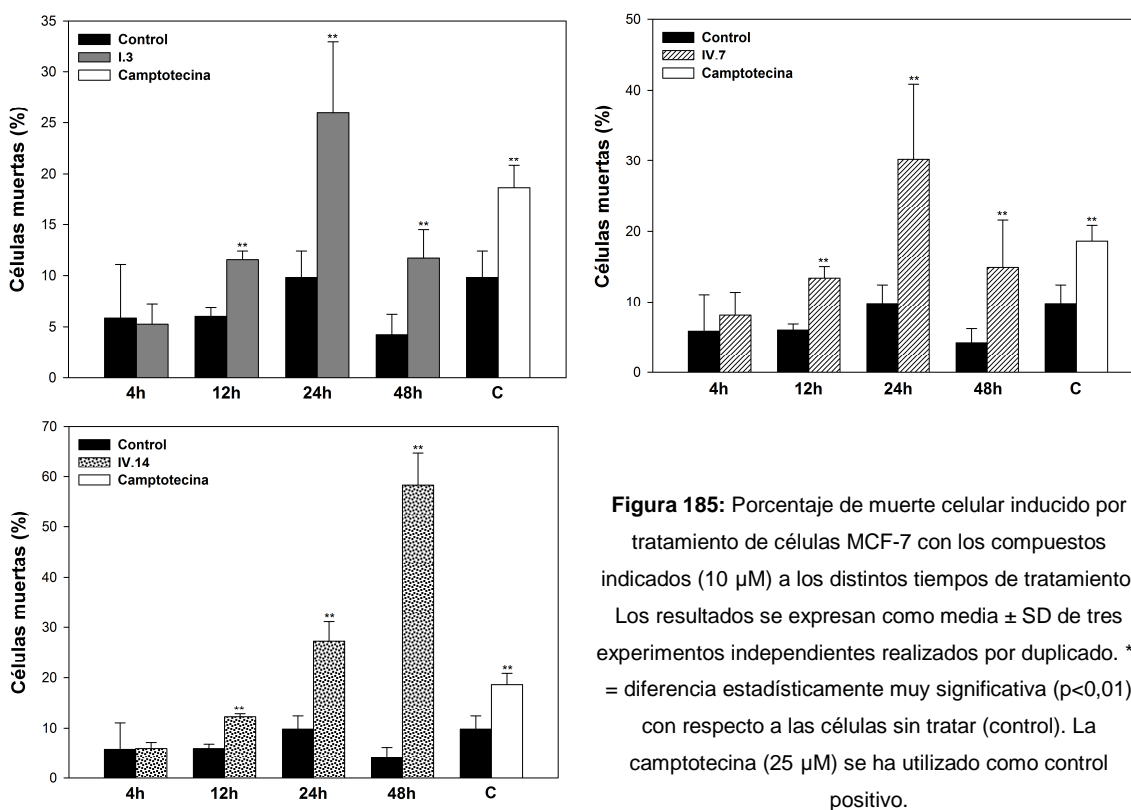 Control
I.3
Camptotecina
Células muertas (%)
35
30
25
20
15
10
5
0
**
**
**
**
4h 12h 24h 48h C
Control
IV.7
Camptotecina
Células muertas (%)
50
40
30
20
10
0
**
**
**
**
4h 12h 24h 48h C
Control
IV.14
Camptotecina
Células muertas (%)
70
60
50
40
30
20
10
0
**
**
**
**
4h 12h 24h 48h C
Figura 185: Porcentaje de muerte celular inducido por
tratamiento de células MCF-7 con los compuestos
indicados (10 µM) a los distintos tiempos de tratamiento
Los resultados se expresan como media ± SD de tres
experimentos independientes realizados por duplicado. *
= diferencia estadísticamente muy significativa (p<0,01)
con respecto a las células sin tratar (control). La
camptotecina (25 µM) se ha utilizado como control
positivo.